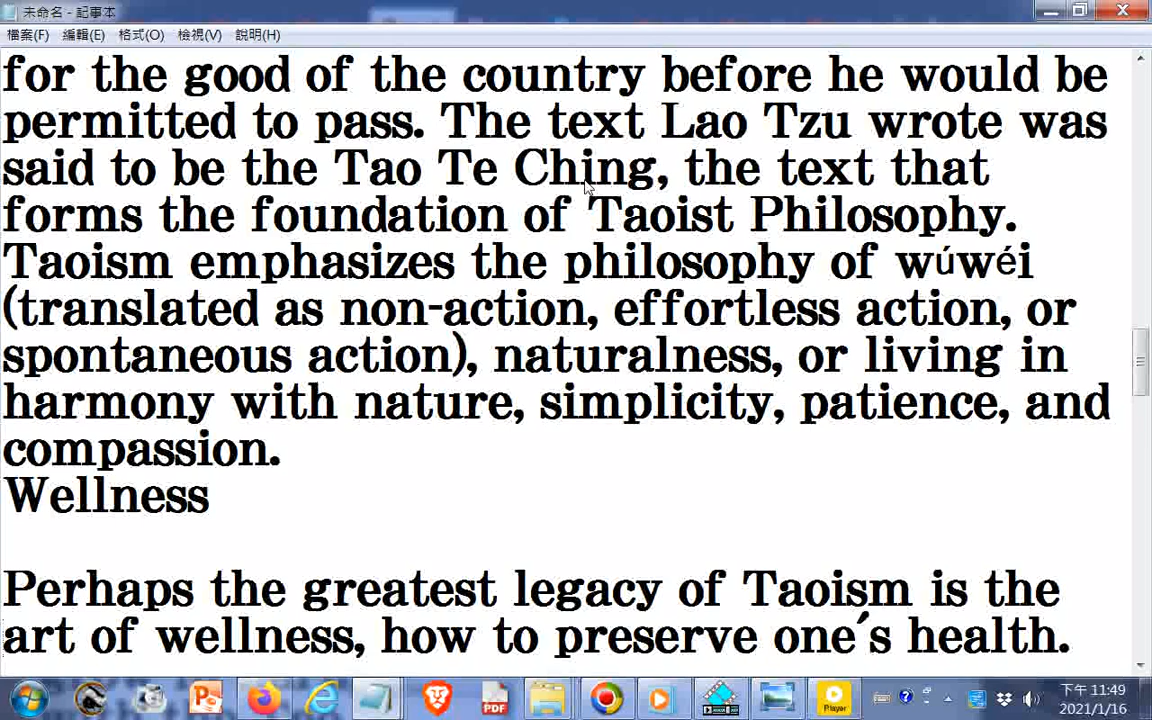 未命名 - 記事本
檔案(F) 編輯(E) 格式(O) 檢視(V) 說明(H)
for the good of the country before he would be
permitted to pass. The text Lao Tzu wrote was
said to be the Tao Te Ching, the text that
forms the foundation of Taoist Philosophy.
Taoism emphasizes the philosophy of wúwéi
(translated as non-action, effortless action, or
spontaneous action), naturalness, or living in
harmony with nature, simplicity, patience, and
compassion.
Wellness
Perhaps the greatest legacy of Taoism is the
art of wellness, how to preserve one's health.
PDF
Player
下午 11:49
2021/1/16